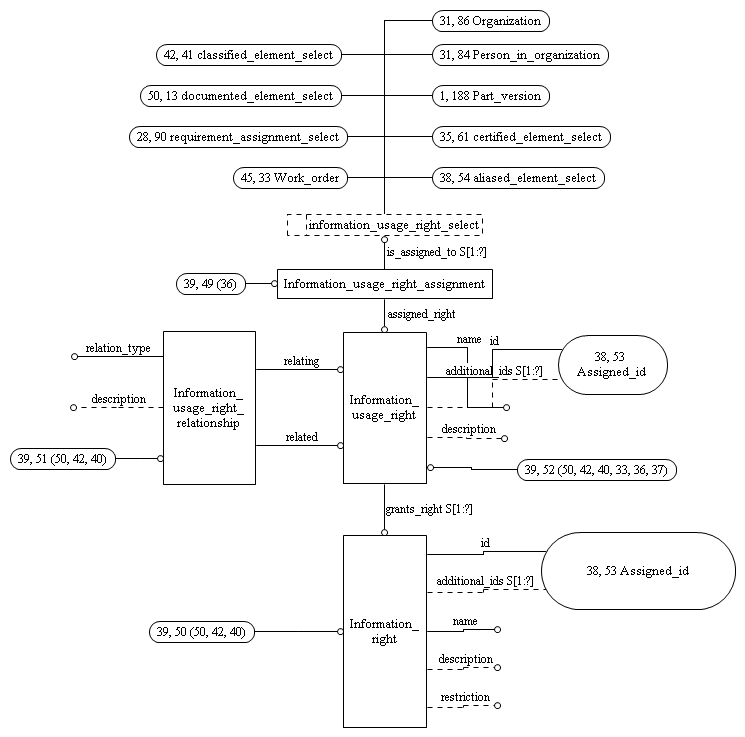 31, 86 Organization
42, 41 classified_element_select
31, 84 Person_in_organization
50, 13 documented_element_select
1, 188 Part_version
28, 90 requirement_assignment_select
35, 61 certified_element_select
45, 33 Work_order
38, 54 aliased_element_select
information_usage_right_select
is_assigned_to S[1:?]
39, 49 (36)
Information_usage_right_assignment
assigned_right
relation_type
description
39, 51 (50, 42, 40)
Information_
usage_right_
relationship
relating
related
Information_
usage_right
name
id
additional_ids S[1:?]
38, 53
Assigned_id
description
39, 52 (50, 42, 40, 33, 36, 37)
grants_right S[1:?]
39, 50 (50, 42, 40)
Information_
right
id
additional_ids S[1:?]
38, 53 Assigned_id
name
description
restriction